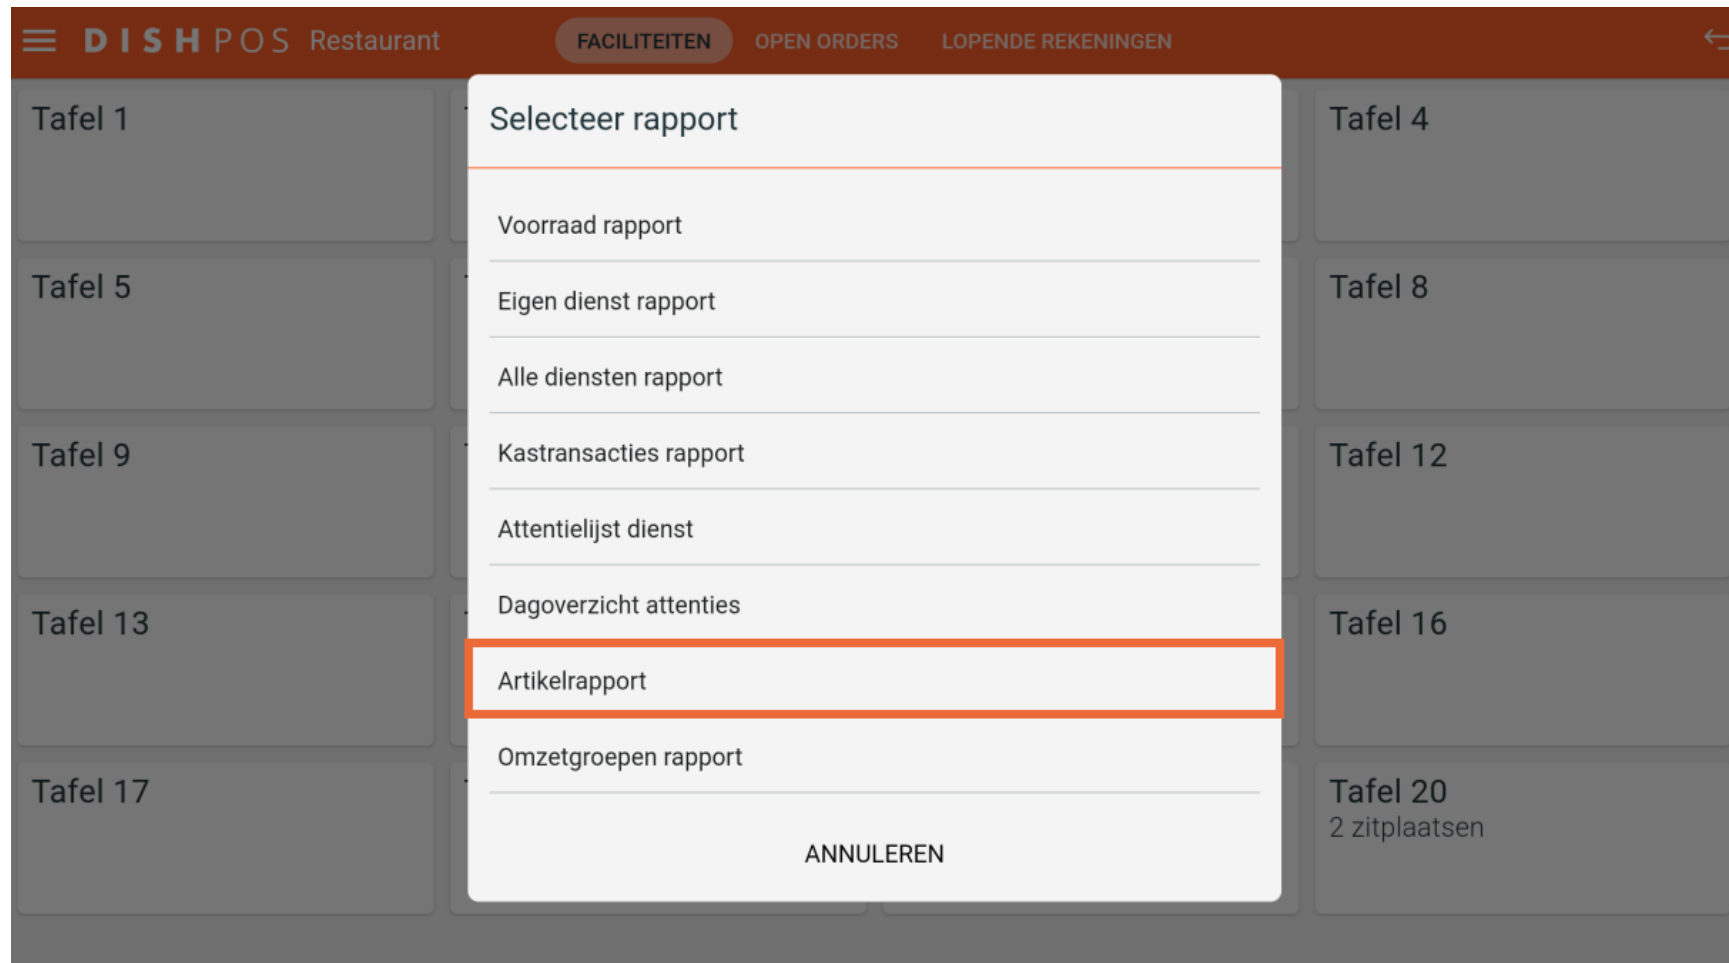 DISH POS Restaurant
FACILITEITEN
OPEN ORDERS
LOPENDE REKENINGEN
Tafel 1
Tafel 4
Tafel 5
Tafel 8
Tafel 9
Tafel 12
Tafel 13
Tafel 16
Tafel 17
Tafel 20
2 zitplaatsen
Selecteer rapport
Voorraad rapport
Eigen dienst rapport
Alle diensten rapport
Kastransacties rapport
Attentielijst dienst
Dagoverzicht attenties
Artikelrapport
Omzetgroepen rapport
ANNULEREN